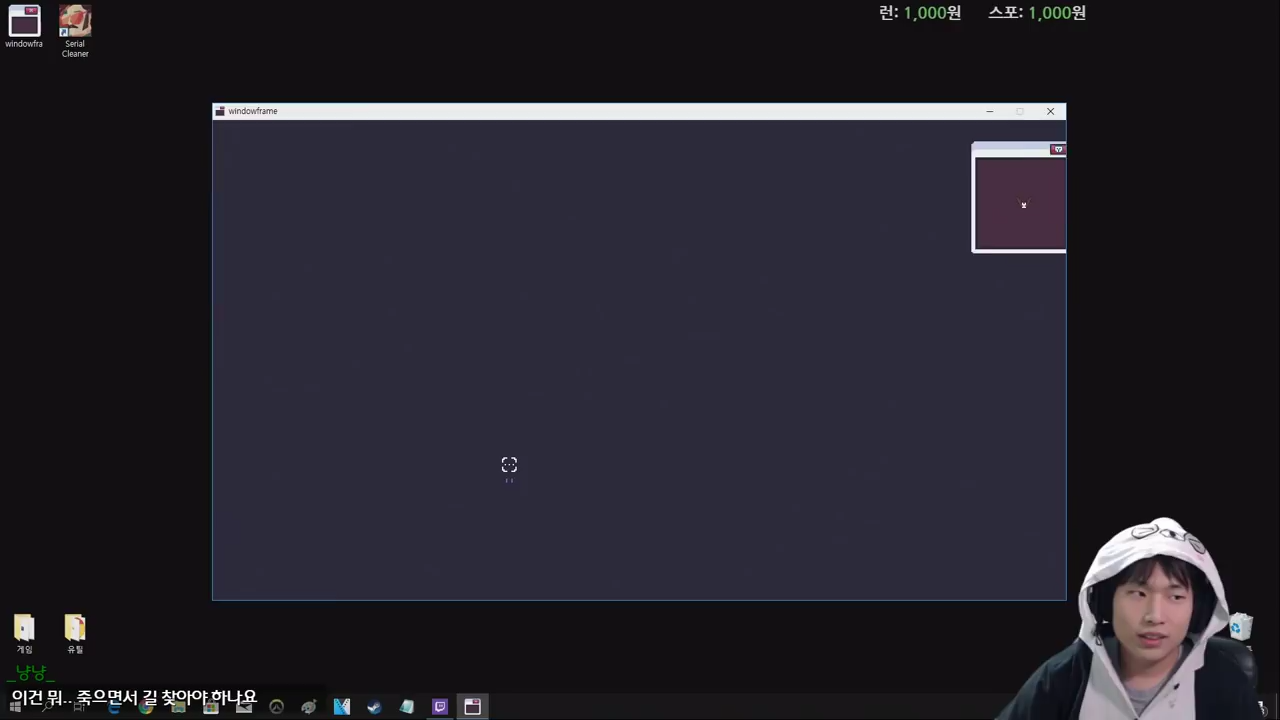 windowfra
Serial
Cleaner
런: 1,000원 스포: 1,000원
windowframe
게임
유틸
_냥냥_
이건 뭐.. 죽으면서 길 찾아야 하나요